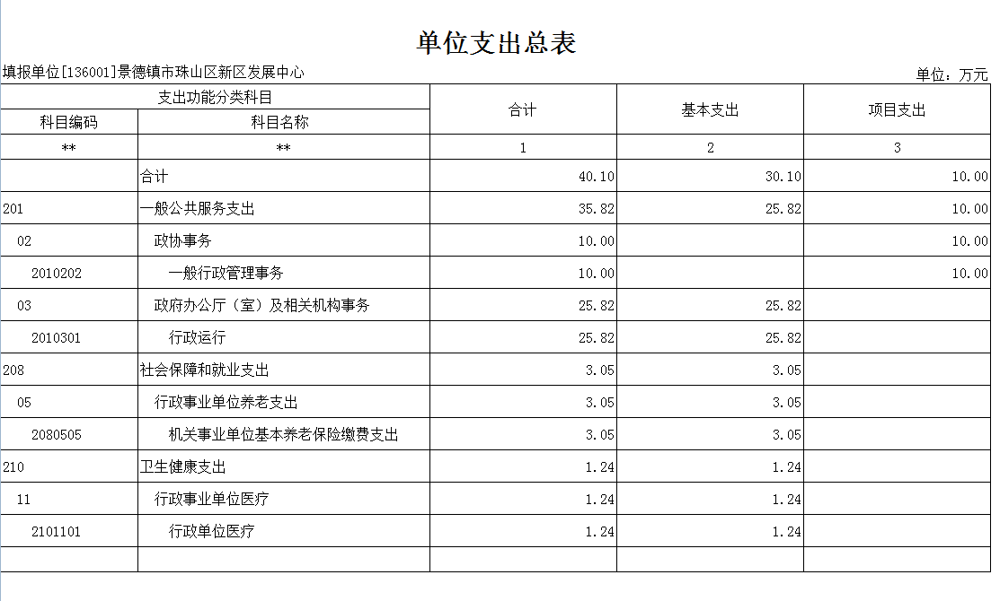 单位支出总表
填报单位[136001]景德镇市珠山区新区发展中心 单位：万元
支出功能分类科目 合计 基本支出 项目支出
科目编码 科目名称
** ** 1 2 3
合计 40.10 30.10 10.00
201 一般公共服务支出 35.82 25.82 10.00
02 政协事务 10.00 10.00
2010202 一般行政管理事务 10.00 10.00
03 政府办公厅（室）及相关机构事务 25.82 25.82
2010301 行政运行 25.82 25.82
208 社会保障和就业支出 3.05 3.05
05 行政事业单位养老支出 3.05 3.05
2080505 机关事业单位基本养老保险缴费支出 3.05 3.05
210 卫生健康支出 1.24 1.24
11 行政事业单位医疗 1.24 1.24
2101101 行政单位医疗 1.24 1.24